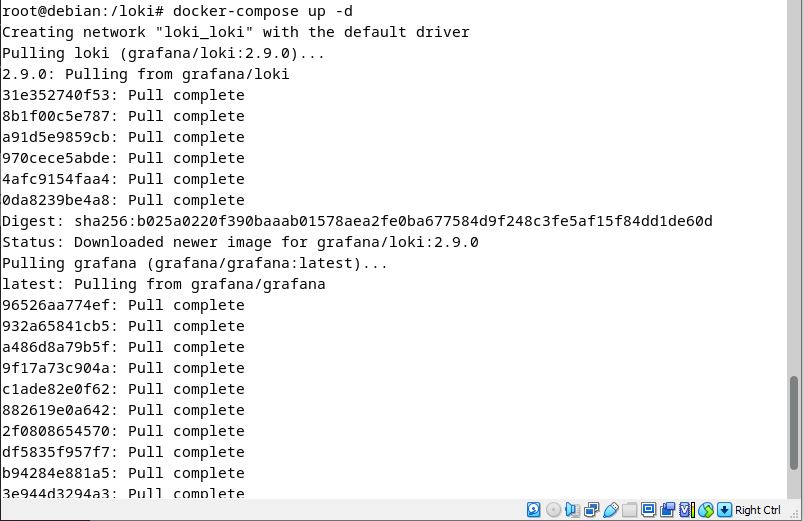 root@debian:/loki# docker-compose up -d
Creating network "loki_loki" with the default driver
Pulling loki (grafana/loki:2.9.0)...
2.9.0: Pulling from grafana/loki
31e352740f53: Pull complete
8b1f00c5e787: Pull complete
a91d5e9859cb: Pull complete
970cece5abde: Pull complete
4afc9154faa4: Pull complete
0da8239be4a8: Pull complete
Digest: sha256:b025a0220f390baaab01578aea2fe0ba677584d9f248c3fe5af15f84dd1de60d
Status: Downloaded newer image for grafana/loki:2.9.0
Pulling grafana (grafana/grafana:latest)...
latest: Pulling from grafana/grafana
96526aa774ef: Pull complete
932a65841cb5: Pull complete
a486d8a79b5f: Pull complete
9f17a73c904a: Pull complete
c1ade82e0f62: Pull complete
882619e0a642: Pull complete
2f0808654570: Pull complete
df5835f957f7: Pull complete
b94284e881a5: Pull complete
3e944d3294a3: Pull complete
Right Ctrl